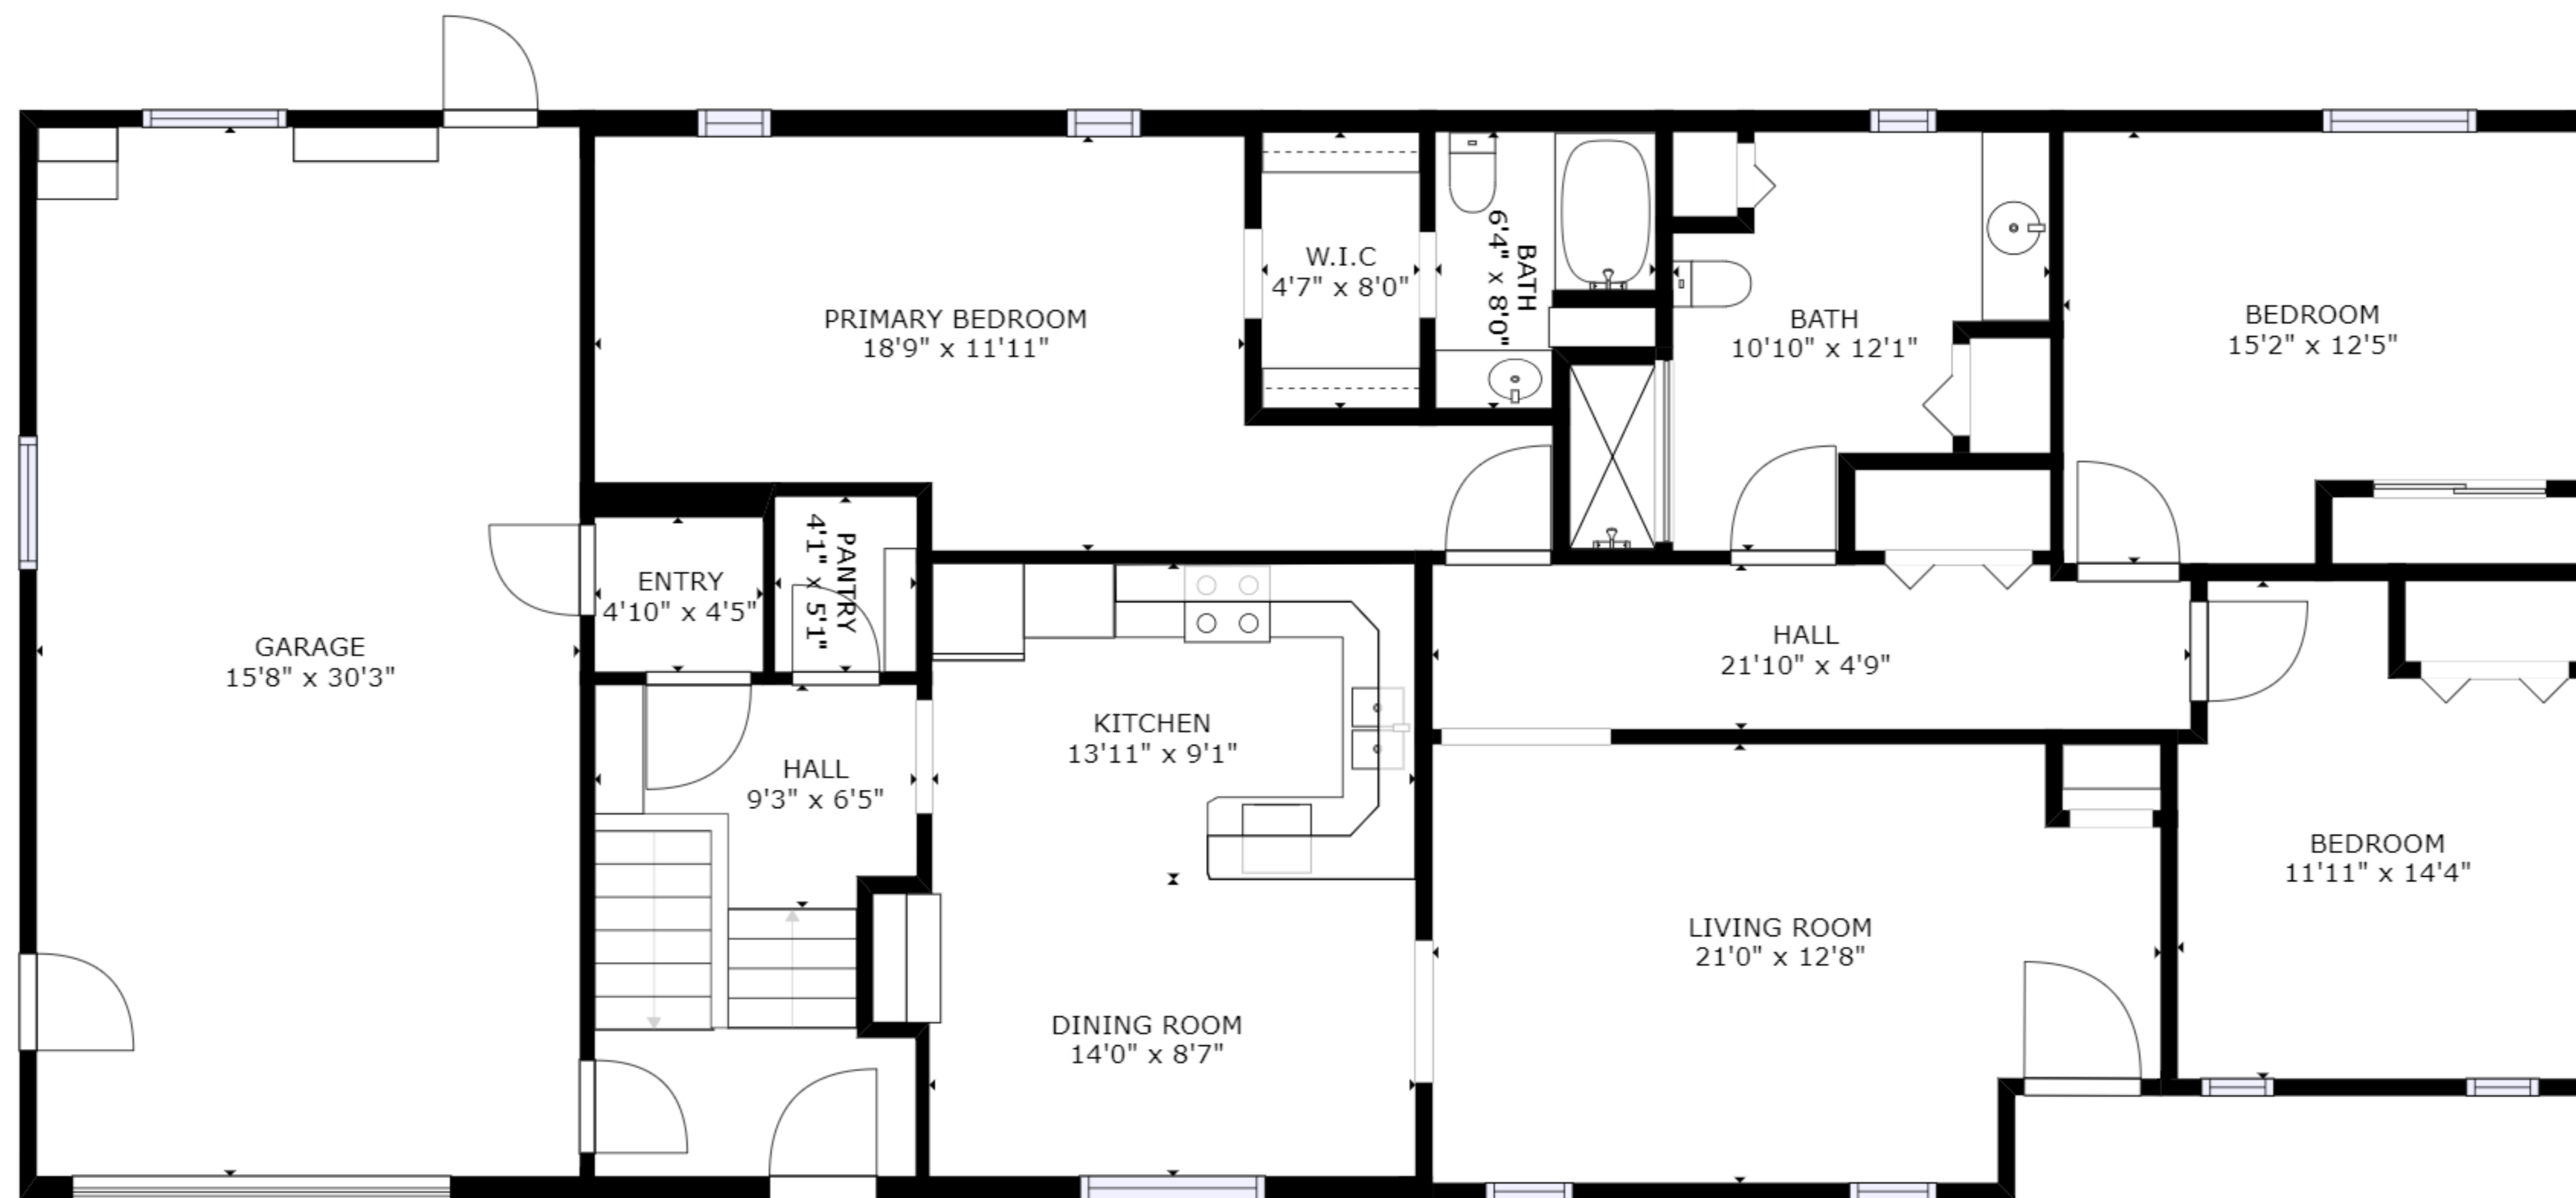 PRIMARY BEDROOM
18'9" x 11'11"
W.I.C
4'7" x 8'0"
BATH
6'4" x 8'0"
BATH
10'10" x 12'1"
BEDROOM
15'2" x 12'5"
GARAGE
15'8" x 30'3"
ENTRY
4'10" x 4'5"
PANTRY
4'1" x 5'1"
HALL
9'3" x 6'5"
KITCHEN
13'11" x 9'1"
HALL
21'10" x 4'9"
DINING ROOM
14'0" x 8'7"
LIVING ROOM
21'0" x 12'8"
BEDROOM
11'11" x 14'4"